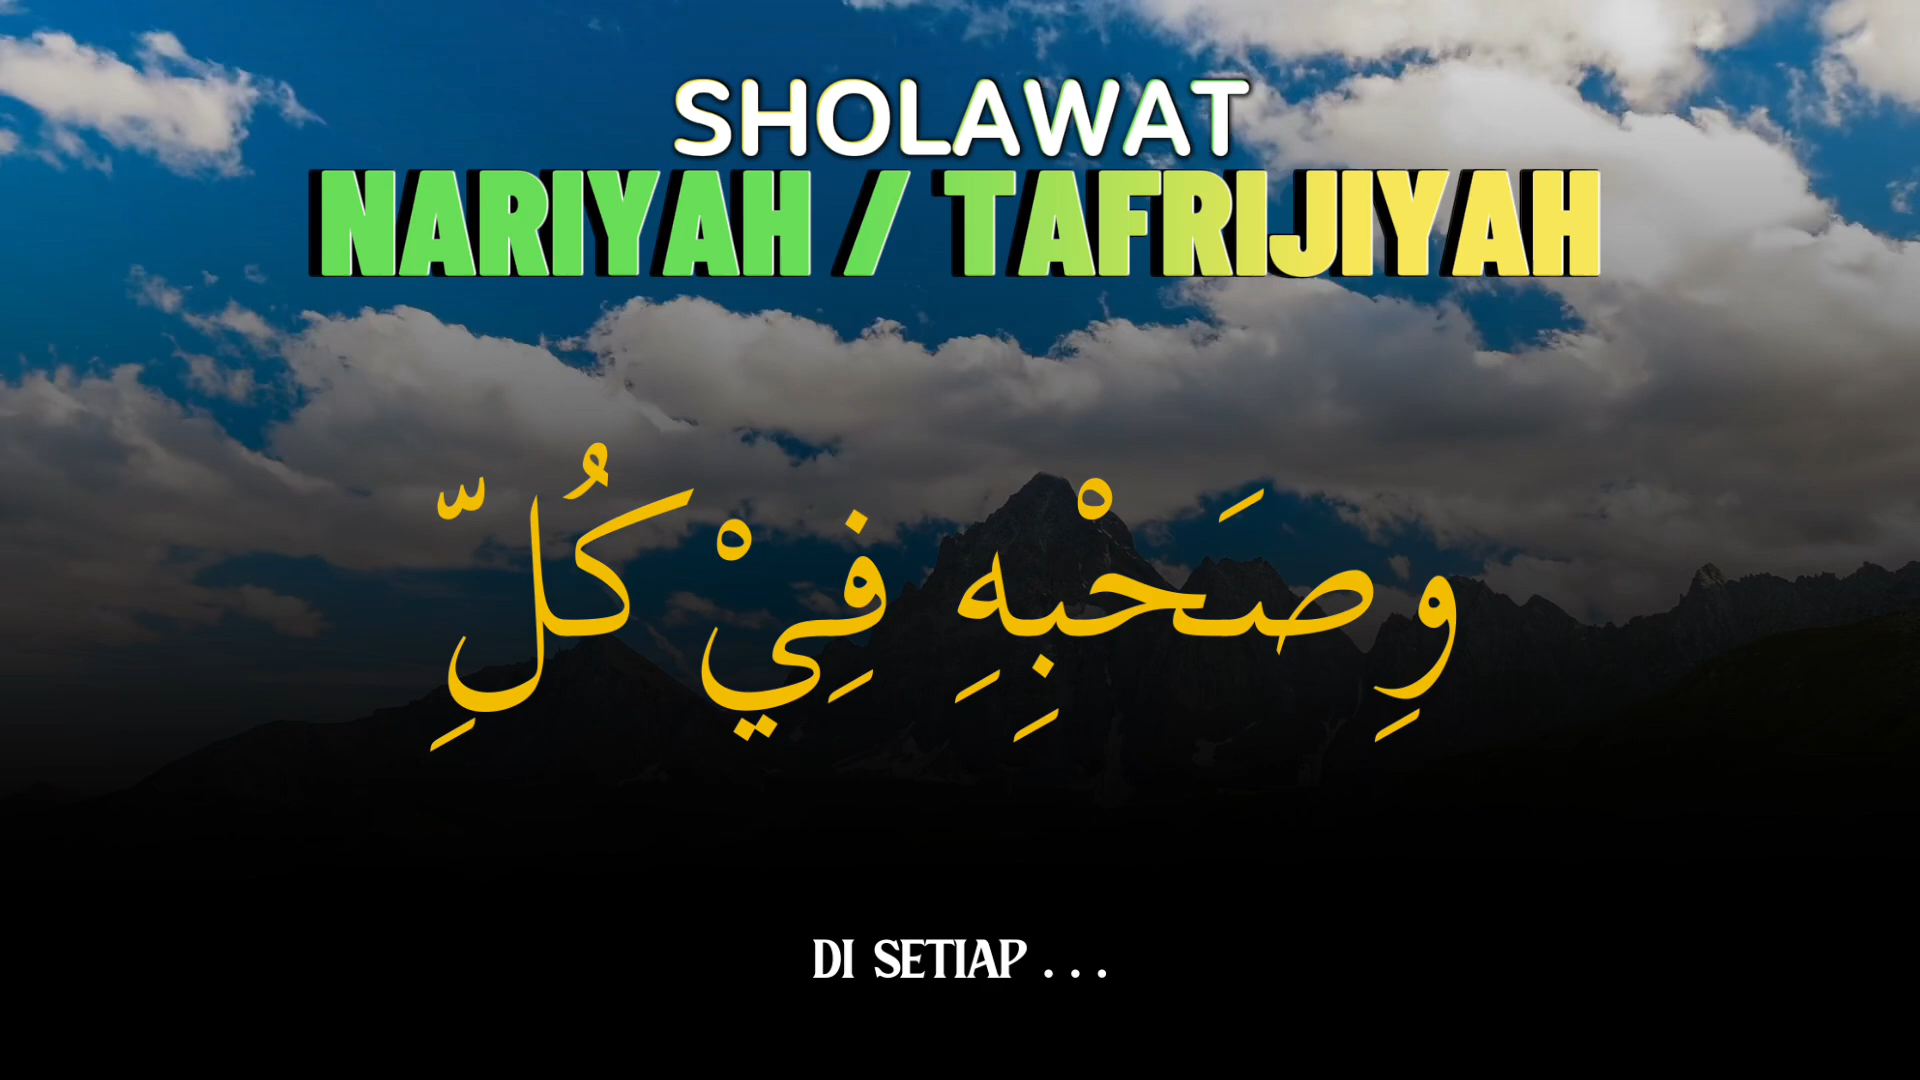 SHOLAWAT
NARIYAH / TAFRIJIYAH
وِصَحْبِهِ فِيْ كُلِّ
DI SETIAP . . .